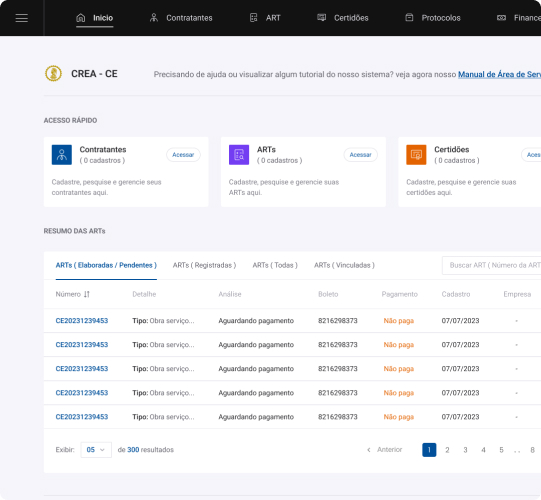 Inicio Contratantes ART Certidões Protocolos Finance
CREA - CE Precisando de ajuda ou visualizar algum tutorial do nosso sistema? veja agora nosso Manual de Área de Serv
ACESSO RÁPIDO
Contratantes
( 0 cadastros )
Acessar
Cadastre, pesquise e gerencie seus
contratantes aqui.
ARTs
( 0 cadastros )
Acessar
Cadastre, pesquise e gerencie suas
ARTs aqui.
Certidões
( 0 cadastros )
Acess
Cadastre, pesquise e gerencie suas
certidões aqui.
RESUMO DAS ARTs
ARTs ( Elaboradas / Pendentes ) ARTs ( Registradas ) ARTs ( Todas ) ARTs ( Vinculadas ) Buscar ART ( Número da ART
Número Detalhe Análise Boleto Pagamento Cadastro Empresa
CE20231239453 Tipo: Obra serviço... Aguardando pagamento 8216298373 Não paga 07/07/2023 -
CE20231239453 Tipo: Obra serviço... Aguardando pagamento 8216298373 Não paga 07/07/2023 -
CE20231239453 Tipo: Obra serviço... Aguardando pagamento 8216298373 Não paga 07/07/2023 -
CE20231239453 Tipo: Obra serviço... Aguardando pagamento 8216298373 Não paga 07/07/2023 -
CE20231239453 Tipo: Obra serviço... Aguardando pagamento 8216298373 Não paga 07/07/2023 -
Exibir: 05 de 300 resultados < Anterior 1 2 3 4 5 .. 8